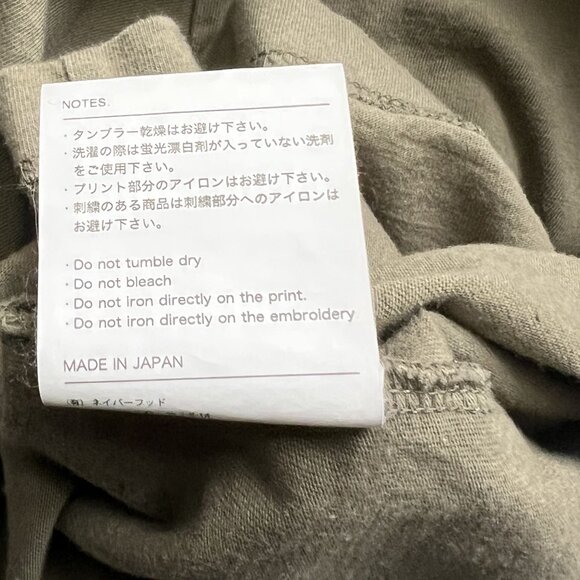 NOTES.
・タンブラー乾燥はお避け下さい。
・洗濯の際は蛍光漂白剤が入っていない洗剤
をご使用下さい。
・プリント部分のアイロンはお避け下さい。
・刺繍のある商品は刺繍部分へのアイロンは
お避け下さい。
・Do not tumble dry
・Do not bleach
・Do not iron directly on the print.
・Do not iron directly on the embroidery
MADE IN JAPAN
（有）ネイバーフッド